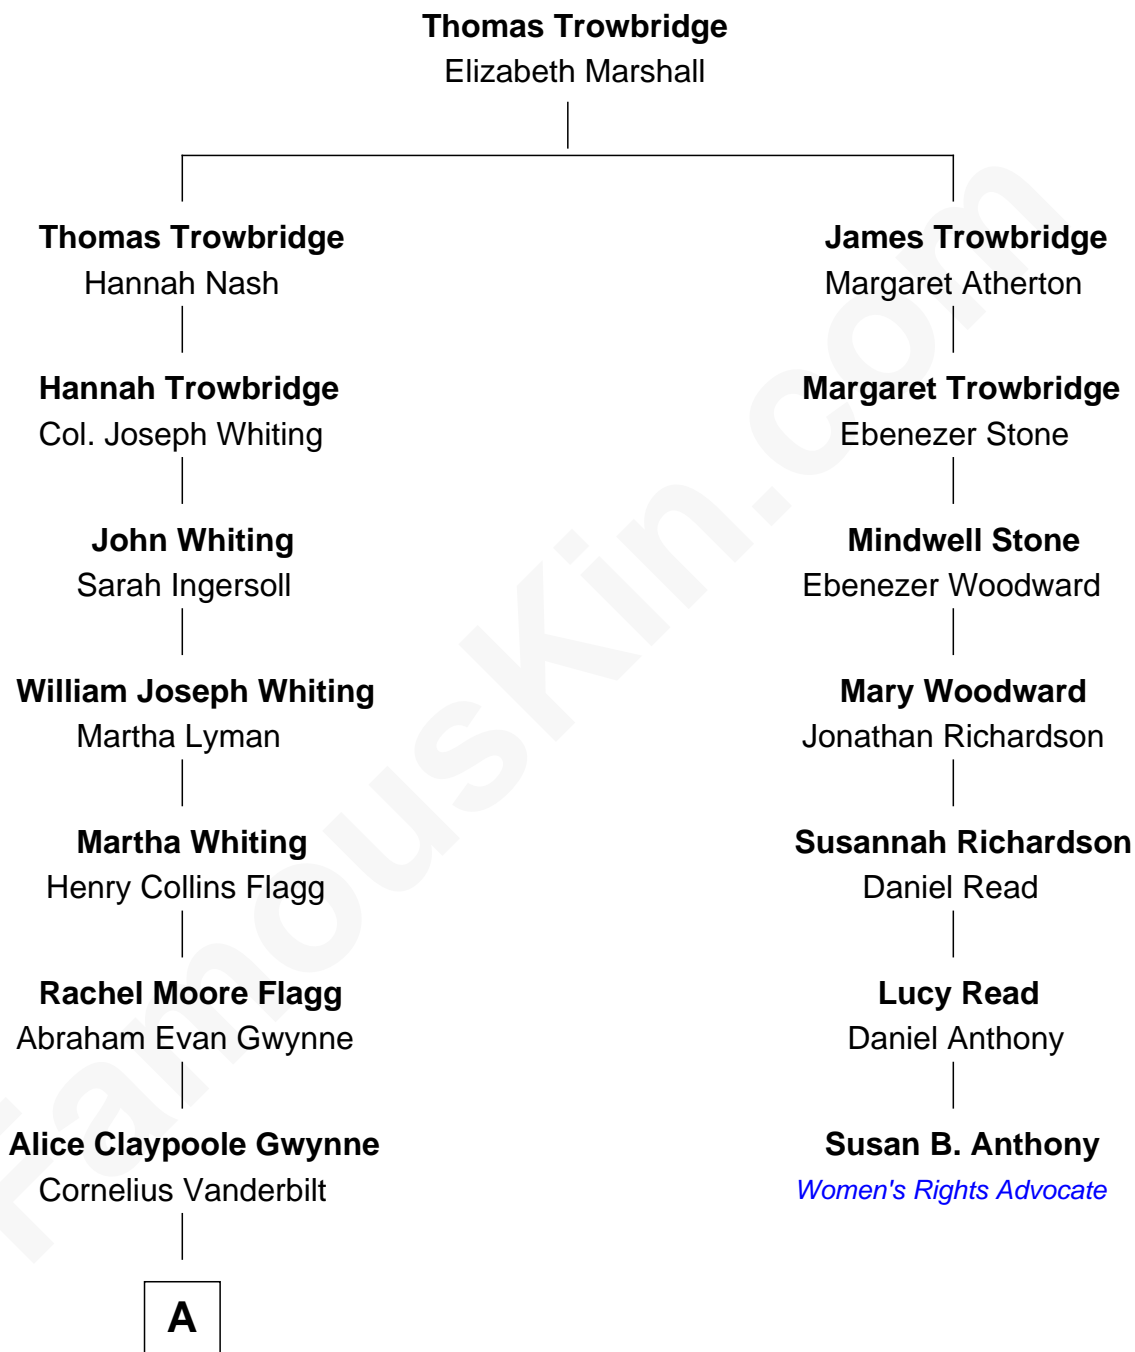 Thomas Trowbridge
Elizabeth Marshall
Thomas Trowbridge
Hannah Nash
James Trowbridge
Margaret Atherton
Hannah Trowbridge
Col. Joseph Whiting
Margaret Trowbridge
Ebenezer Stone
John Whiting
Sarah Ingersoll
Mindwell Stone
Ebenezer Woodward
William Joseph Whiting
Martha Lyman
Mary Woodward
Jonathan Richardson
Martha Whiting
Henry Collins Flagg
Susannah Richardson
Daniel Read
Rachel Moore Flagg
Abraham Evan Gwynne
Lucy Read
Daniel Anthony
Alice Claypoole Gwynne
Cornelius Vanderbilt
Susan B. Anthony
Women's Rights Advocate
A
FamousKin.com